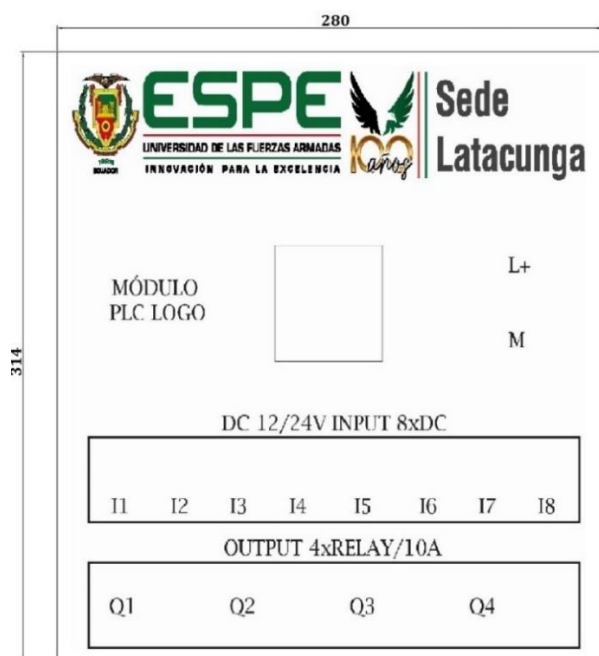 280
ESPE
UNIVERSIDAD DE LAS FUERZAS ARMADAS
INNOVACIÓN PARA LA EXCELENCIA
ECUADOR
100
años
Sede
Latacunga
314
MÓDULO
PLC LOGO
L+
M
DC 12/24V INPUT 8xDC
I1 I2 I3 I4 I5 I6 I7 I8
OUTPUT 4xRELAY/10A
Q1 Q2 Q3 Q4